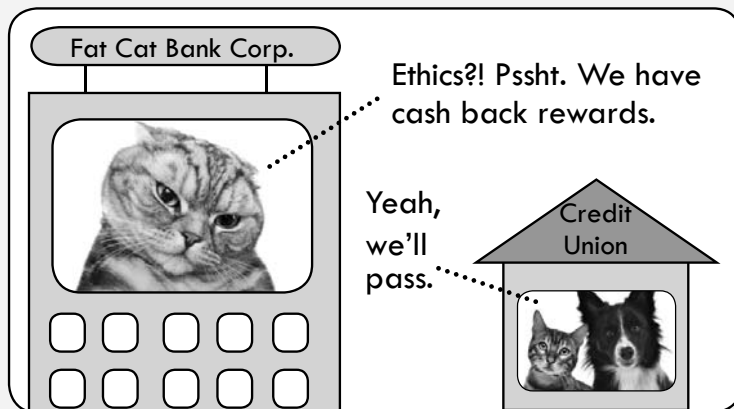 Fat Cat Bank Corp.
Ethics?! Pssht. We have
cash back rewards.
Yeah,
we’ll
pass.
Credit
Union